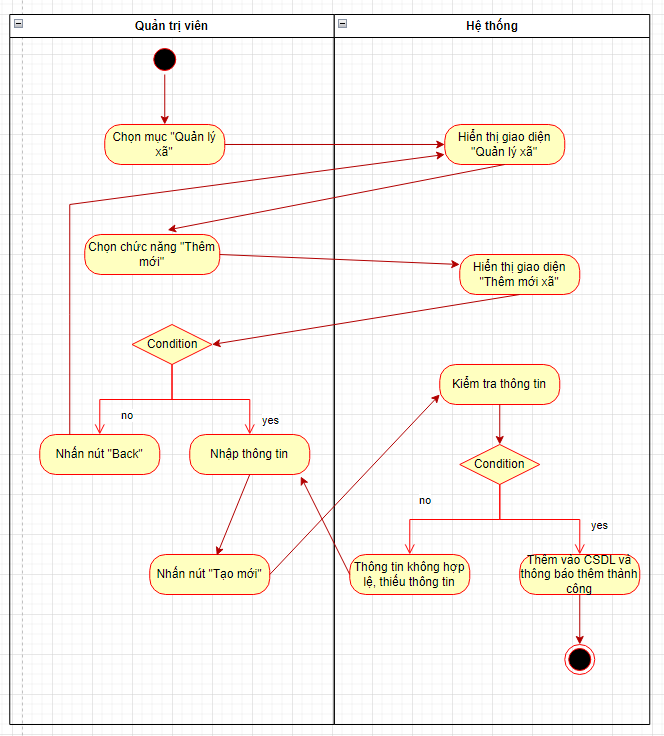 Quản trị viên
Hệ thống
Chọn mục "Quản lý
xã"
Hiển thị giao diện
"Quản lý xã"
Chọn chức năng "Thêm
mới"
Hiển thị giao diện
"Thêm mới xã"
Condition
Kiểm tra thông tin
no
yes
Nhấn nút "Back"
Nhập thông tin
Condition
no
yes
Nhấn nút "Tạo mới"
Thông tin không hợp
lệ, thiếu thông tin
Thêm vào CSDL và
thông báo thêm thành
công